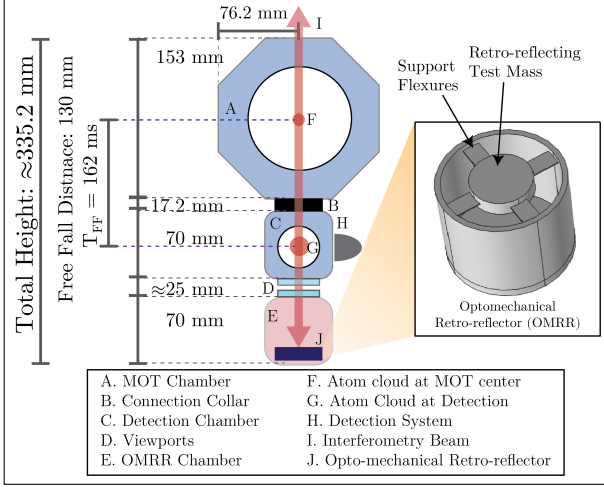 76.2 mm
I
153 mm
Retro-reflecting
Test Mass
Support
Flexures
A
F
Total Height: ≈335.2 mm
Free Fall Distnace: 130 mm
T_FF = 162 ms
17.2 mm
B
C
H
70 mm
G
≈25 mm
D
E
70 mm
J
Optomechanical
Retro-reflector (OMRR)
A. MOT Chamber
B. Connection Collar
C. Detection Chamber
D. Viewports
E. OMRR Chamber
F. Atom cloud at MOT center
G. Atom Cloud at Detection
H. Detection System
I. Interferometry Beam
J. Opto-mechanical Retro-reflector